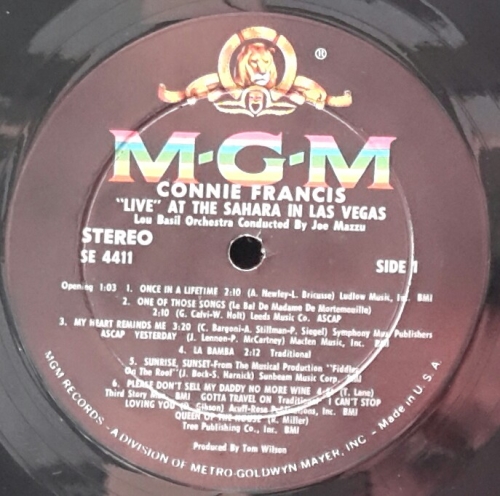 ®
M-G-M
CONNIE FRANCIS
"LIVE" AT THE SAHARA IN LAS VEGAS
Lou Basil Orchestra Conducted By Joe Mazzu
STEREO
SE 4411
SIDE 1
Opening 1:03 1. ONCE IN A LIFETIME 2:10 (A. Newley-L. Bricusse) Ludlow Music, Inc. BMI
2. ONE OF THOSE SONGS (Le Bal De Madame De Mortemouille)
2:10 (G. Calvi-W. Holt) Leeds Music Co. ASCAP
3. MY HEART REMINDS ME 3:20 (C. Bargoni-A. Stillman-P. Siegel) Symphony Mus Publishers
ASCAP YESTERDAY (J. Lennon-P. McCartney) Maclen Music, Inc. BMI
4. LA BAMBA 2:12 Traditional
5. SUNRISE, SUNSET-From The Musical Production "Fiddler
On The Roof" (J. Bock-S. Harnick) Sunbeam Music Corp. BMI
6. PLEASE DON'T SELL MY DADDY NO MORE WINE (T. Lane)
Third Story Mus. BMI GOTTA TRAVEL ON Traditional I CAN'T STOP
LOVING YOU (D. Gibson) Acuff-Rose Publications, Inc. BMI
QUEEN OF THE HOUSE (R. Miller)
Tree Publishing Co., Inc. BMI
Produced By Tom Wilson
MGM RECORDS - A DIVISION OF METRO-GOLDWYN MAYER, INC - Made in U. S. A.